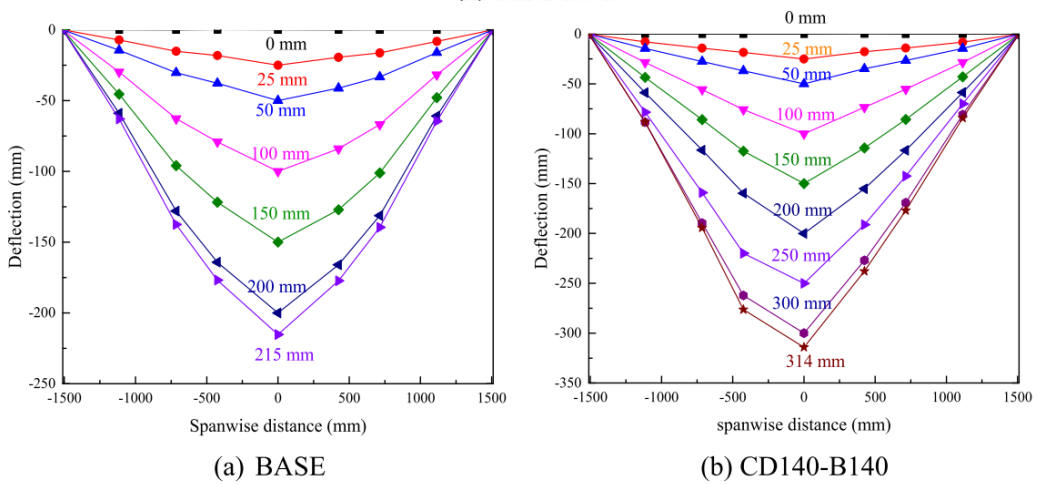 0
-50
-100
-150
-200
-250
Deflection (mm)
0 mm
25 mm
50 mm
100 mm
150 mm
200 mm
215 mm
-1500 -1000 -500 0 500 1000 1500
Spanwise distance (mm)
(a) BASE
0
-50
-100
-150
-200
-250
-300
-350
Deflection (mm)
0 mm
25 mm
50 mm
100 mm
150 mm
200 mm
250 mm
300 mm
314 mm
-1500 -1000 -500 0 500 1000 1500
spanwise distance (mm)
(b) CD140-B140